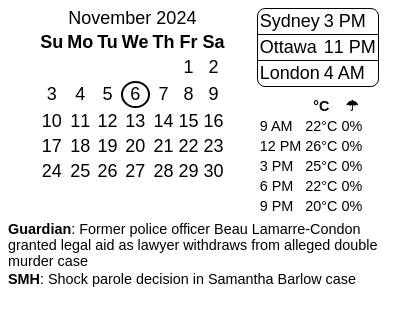 November 2024
Su Mo Tu We Th Fr Sa
1 2
3 4 5 6 7 8 9
10 11 12 13 14 15 16
17 18 19 20 21 22 23
24 25 26 27 28 29 30
Sydney 3 PM
Ottawa 11 PM
London 4 AM
°C ☂
9 AM 22°C 0%
12 PM 26°C 0%
3 PM 25°C 0%
6 PM 22°C 0%
9 PM 20°C 0%
Guardian: Former police officer Beau Lamarre-Condon
granted legal aid as lawyer withdraws from alleged double
murder case
SMH: Shock parole decision in Samantha Barlow case